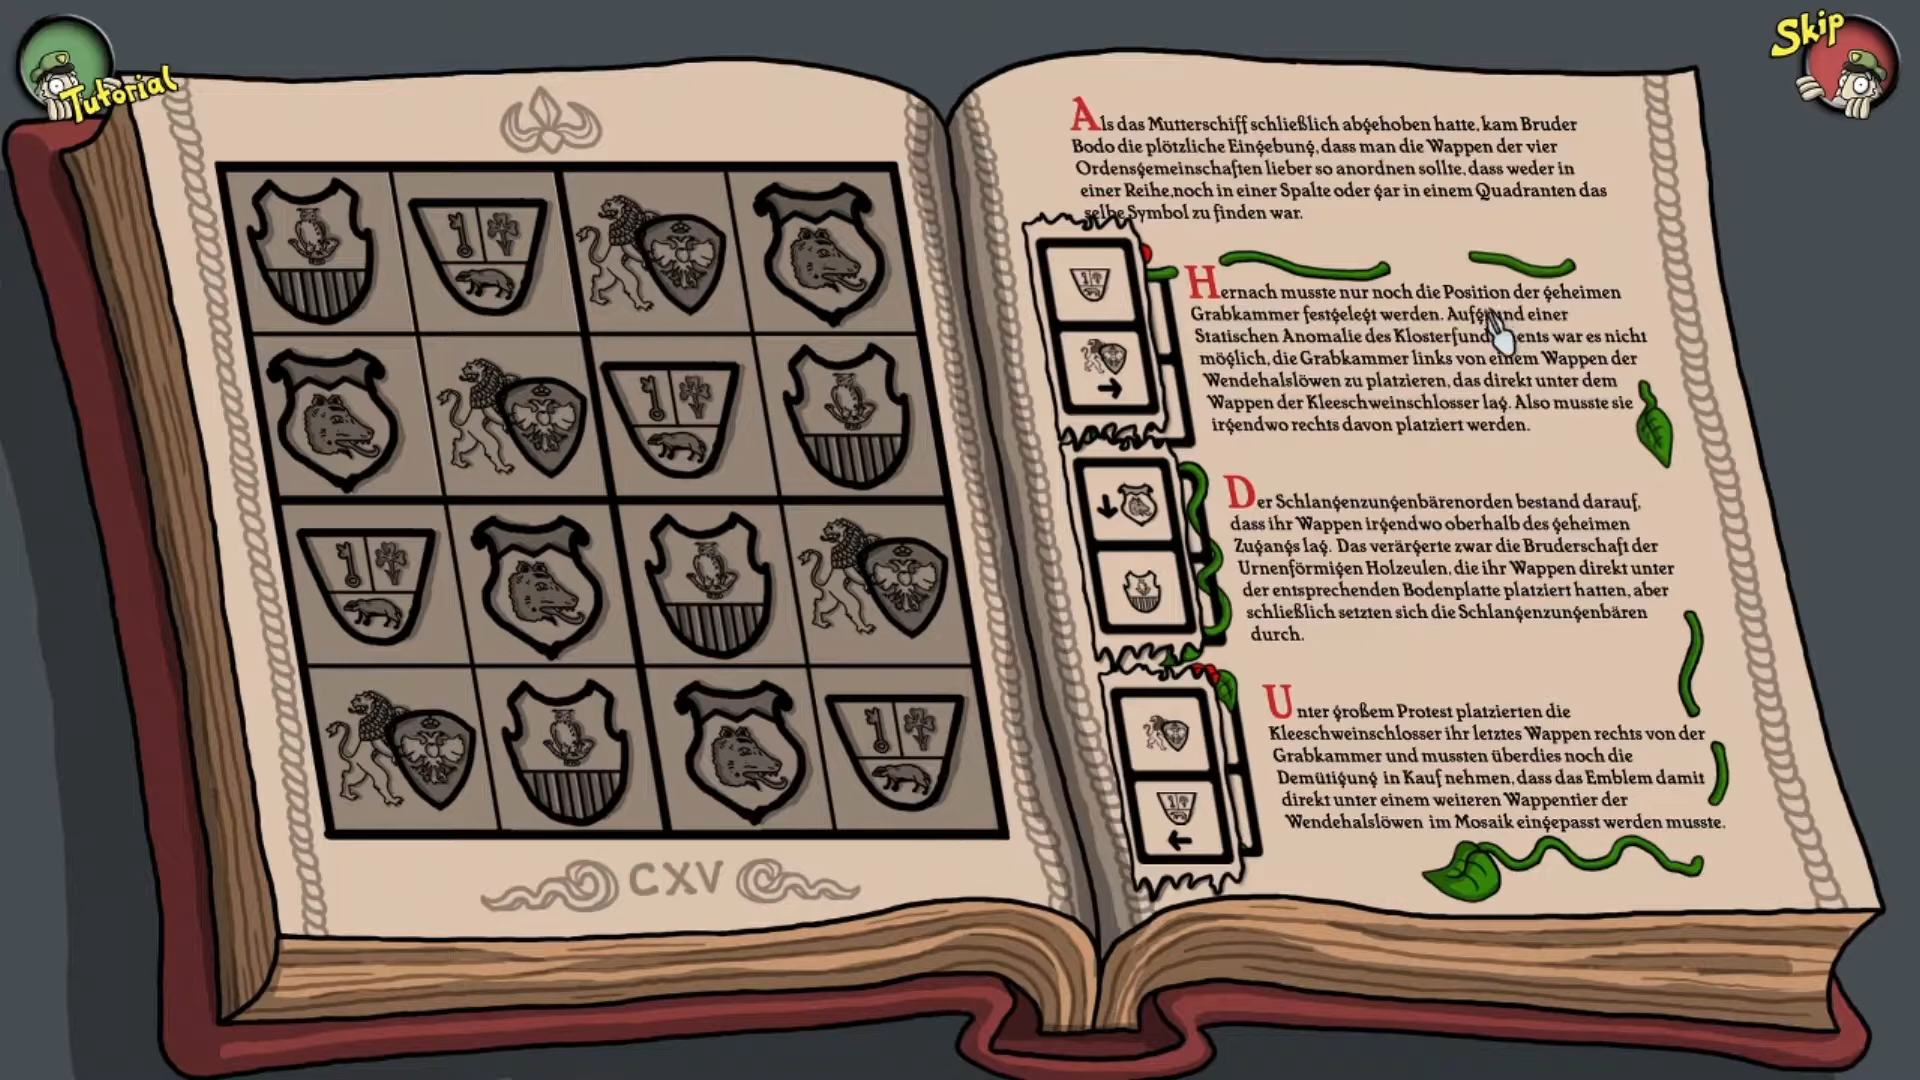 Tutorial
Skip
Als das Mutterschiff schließlich abgehoben hatte, kam Bruder
Bodo die plötzliche Eingebung, dass man die Wappen der vier
Ordensgemeinschaften lieber so anordnen sollte, dass weder in
einer Reihe,noch in einer Spalte oder gar in einem Quadranten das
selbe Symbol zu finden war.
Hernach musste nur noch die Position der geheimen
Grabkammer festgelegt werden. Aufgrund einer
Statischen Anomalie des Klosterfundaments war es nicht
möglich, die Grabkammer links von einem Wappen der
Wendehalslöwen zu platzieren, das direkt unter dem
Wappen der Kleeschweinschlosser lag. Also musste sie
irgendwo rechts davon platziert werden.
Der Schlangenzungenbärenorden bestand darauf,
dass ihr Wappen irgendwo oberhalb des geheimen
Zugangs lag. Das verärgerte zwar die Bruderschaft der
Urnenförmigen Holzeulen, die ihr Wappen direkt unter
der entsprechenden Bodenplatte platziert hatten, aber
schließlich setzten sich die Schlangenzungenbären
durch.
Unter großem Protest platzierten die
Kleeschweinschlosser ihr letztes Wappen rechts von der
Grabkammer und mussten überdies noch die
Demütigung in Kauf nehmen, dass das Emblem damit
direkt unter einem weiteren Wappentier der
Wendehalslöwen im Mosaik eingepasst werden musste.
CXV